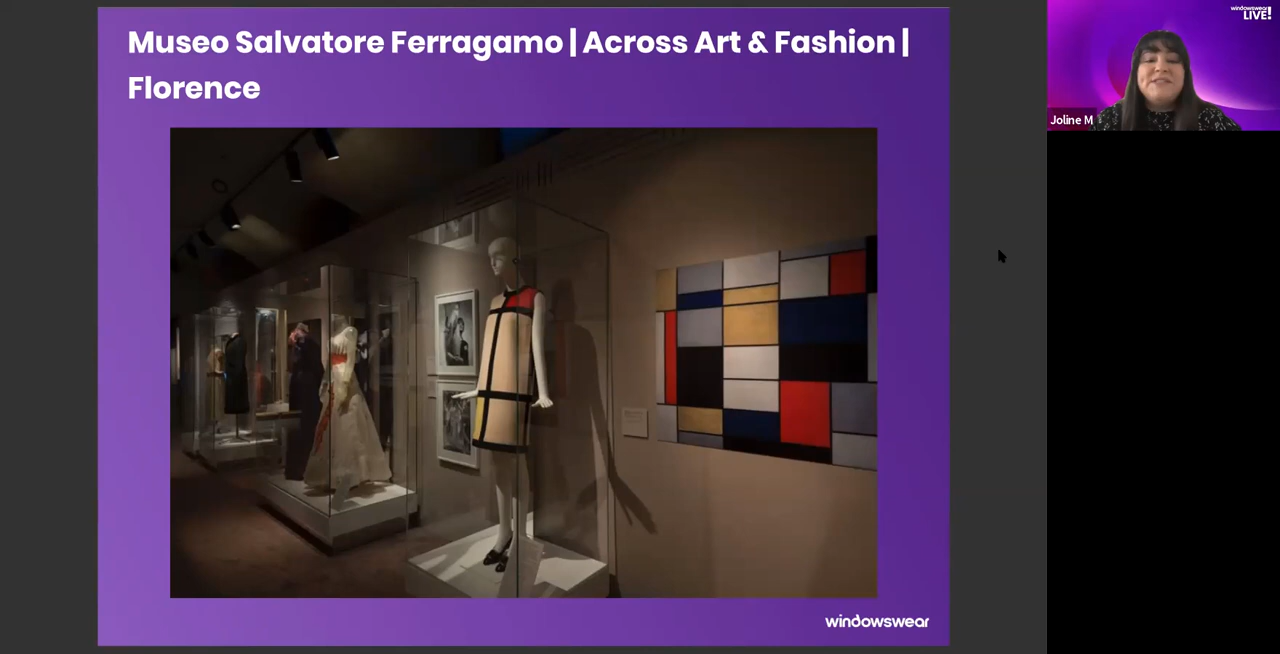 Museo Salvatore Ferragamo | Across Art & Fashion |
Florence
windowswear
windowswear
LIVE!
Joline M